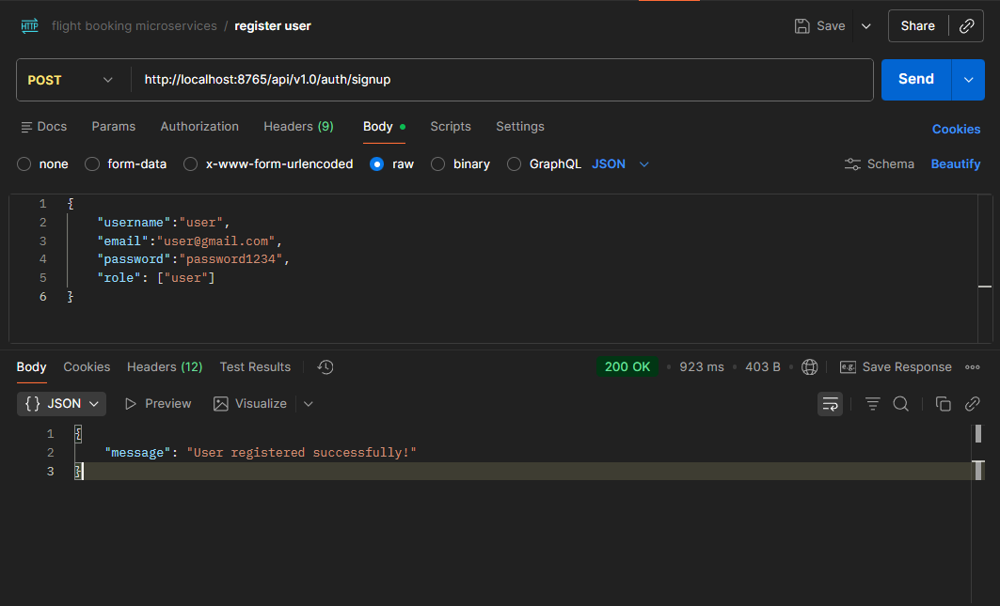 HTTP flight booking microservices / register user Save Share
POST http://localhost:8765/api/v1.0/auth/signup Send
Docs Params Authorization Headers (9) Body Scripts Settings Cookies
none form-data x-www-form-urlencoded raw binary GraphQL JSON Schema Beautify
1 {
2 "username":"user",
3 "email":"user@gmail.com",
4 "password":"password1234",
5 "role": ["user"]
6 }
Body Cookies Headers (12) Test Results 200 OK • 923 ms • 403 B • e.g. Save Response
{} JSON Preview Visualize
1 {
2 "message": "User registered successfully!"
3 }